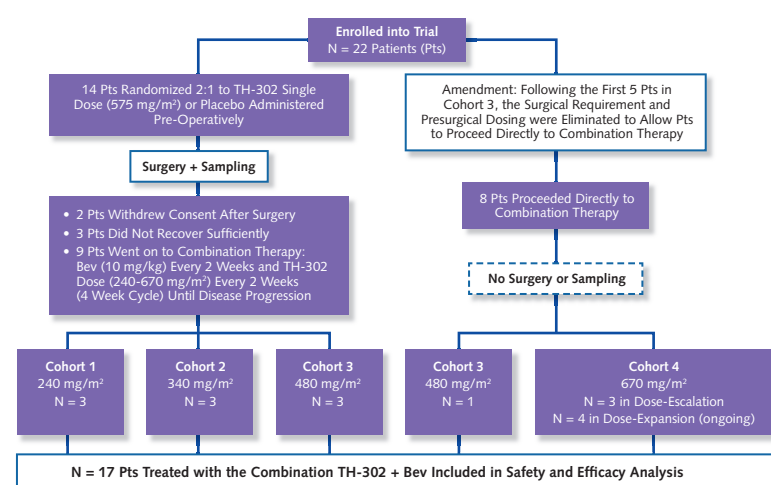 Enrolled into Trial
N = 22 Patients (Pts)
14 Pts Randomized 2:1 to TH-302 Single
Dose (575 mg/m²) or Placebo Administered
Pre-Operatively
Amendment: Following the First 5 Pts in
Cohort 3, the Surgical Requirement and
Presurgical Dosing were Eliminated to Allow Pts
to Proceed Directly to Combination Therapy
Surgery + Sampling
• 2 Pts Withdrew Consent After Surgery
• 3 Pts Did Not Recover Sufficiently
• 9 Pts Went on to Combination Therapy:
Bev (10 mg/kg) Every 2 Weeks and TH-302
Dose (240-670 mg/m²) Every 2 Weeks
(4 Week Cycle) Until Disease Progression
8 Pts Proceeded Directly to
Combination Therapy
No Surgery or Sampling
Cohort 1
240 mg/m²
N = 3
Cohort 2
340 mg/m²
N = 3
Cohort 3
480 mg/m²
N = 3
Cohort 3
480 mg/m²
N = 1
Cohort 4
670 mg/m²
N = 3 in Dose-Escalation
N = 4 in Dose-Expansion (ongoing)
N = 17 Pts Treated with the Combination TH-302 + Bev Included in Safety and Efficacy Analysis